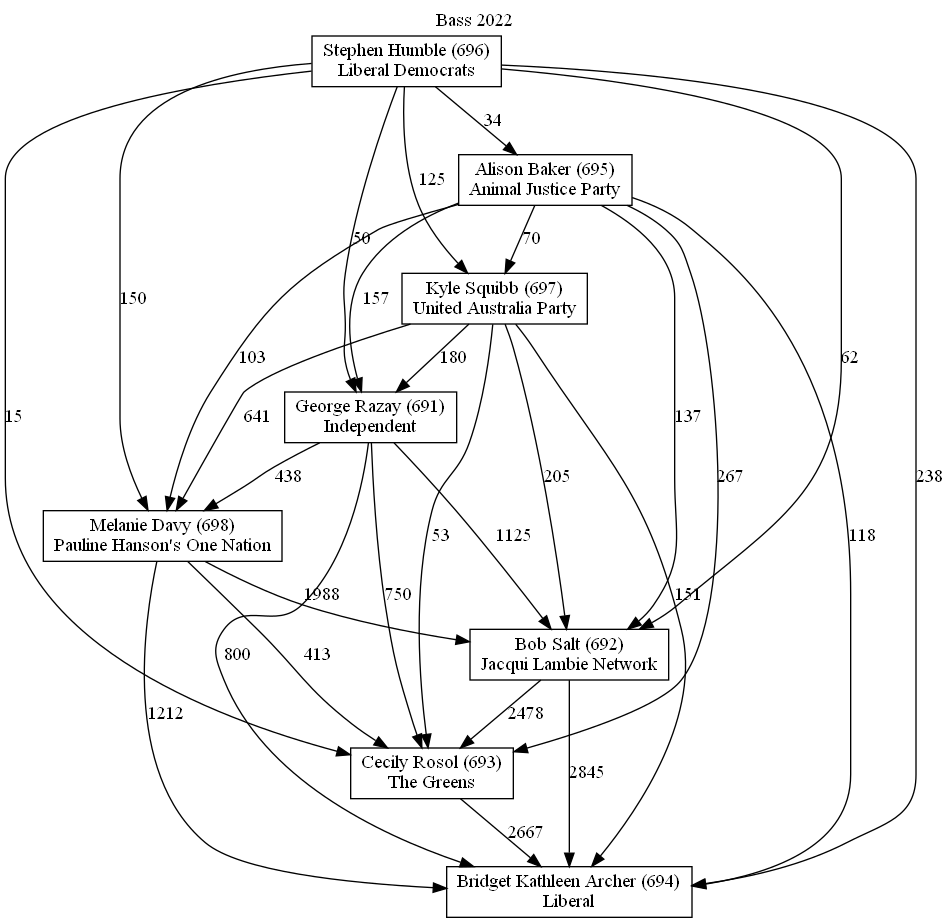 Bass 2022
Stephen Humble (696)
Liberal Democrats
34
Alison Baker (695)
Animal Justice Party
125
50
70
Kyle Squibb (697)
United Australia Party
150
157
103
180
62
George Razay (691)
Independent
15
641
137
438
205
267
238
Melanie Davy (698)
Pauline Hanson's One Nation
53
1125
118
1988
750
151
Bob Salt (692)
Jacqui Lambie Network
800
413
1212
2478
Cecily Rosol (693)
The Greens
2845
2667
Bridget Kathleen Archer (694)
Liberal